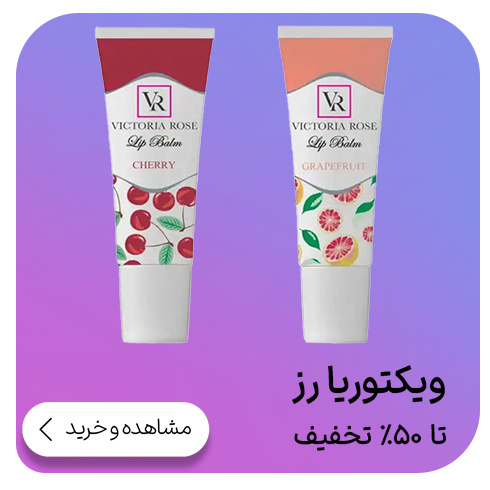 VR
VICTORIA ROSE
Lip Balm
CHERRY
VR
VICTORIA ROSE
Lip Balm
GRAPEFRUIT
ویکتوریا رز
تا ۵۰٪ تخفیف
مشاهده و خرید